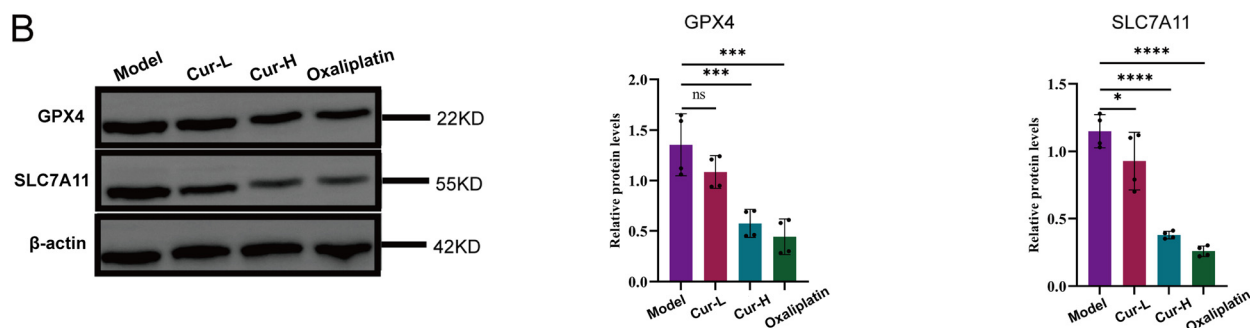 B
Model Cur-L Cur-H Oxaliplatin
GPX4 22KD
SLC7A11 55KD
β-actin 42KD
GPX4
Relative protein levels
2.0
1.5
1.0
0.5
0.0
***
***
ns
Model Cur-L Cur-H Oxaliplatin
SLC7A11
Relative protein levels
1.5
1.0
0.5
0.0
****
****
*
Model Cur-L Cur-H Oxaliplatin